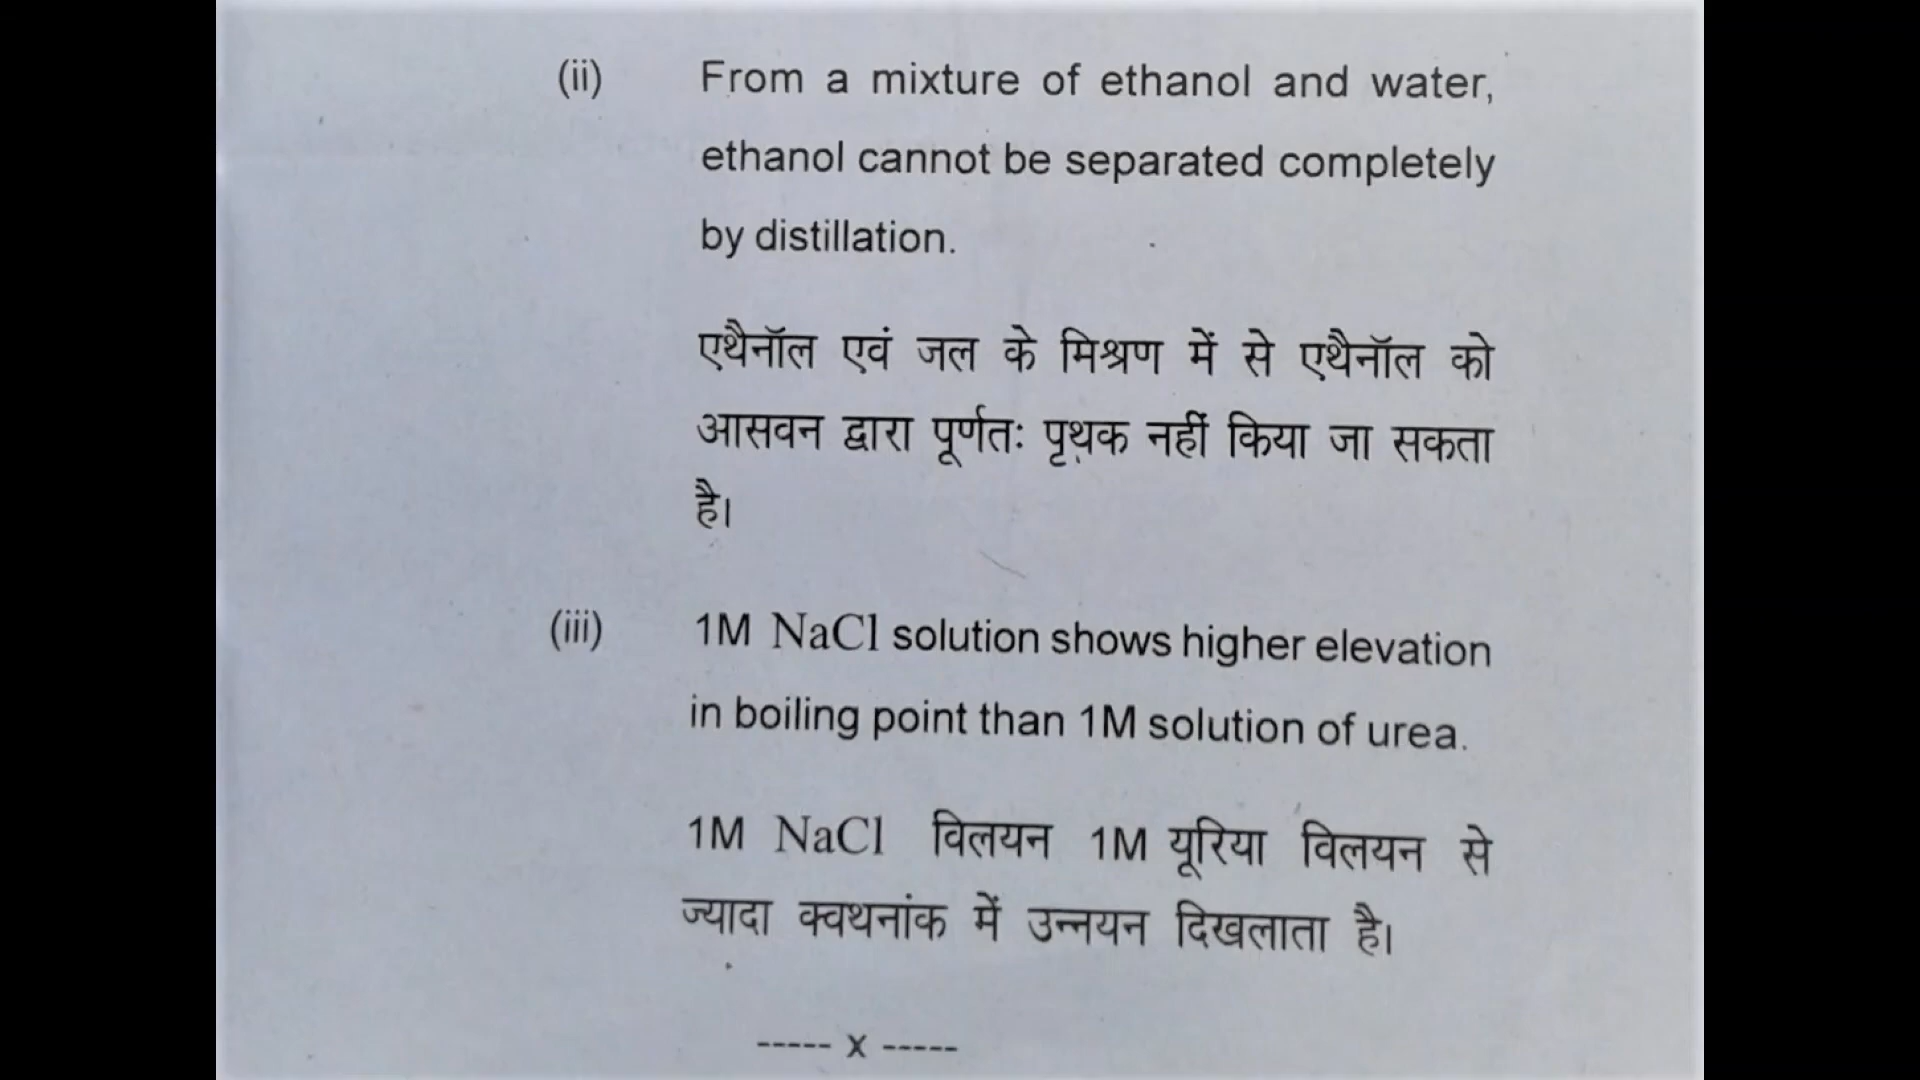 (ii) From a mixture of ethanol and water,
ethanol cannot be separated completely
by distillation.
एथैनॉल एवं जल के मिश्रण में से एथैनॉल को
आसवन द्वारा पूर्णतः पृथक नहीं किया जा सकता
है।
(iii) 1M NaCl solution shows higher elevation
in boiling point than 1M solution of urea.
1M NaCl विलयन 1M यूरिया विलयन से
ज्यादा क्वथनांक में उन्नयन दिखलाता है।
----- x -----